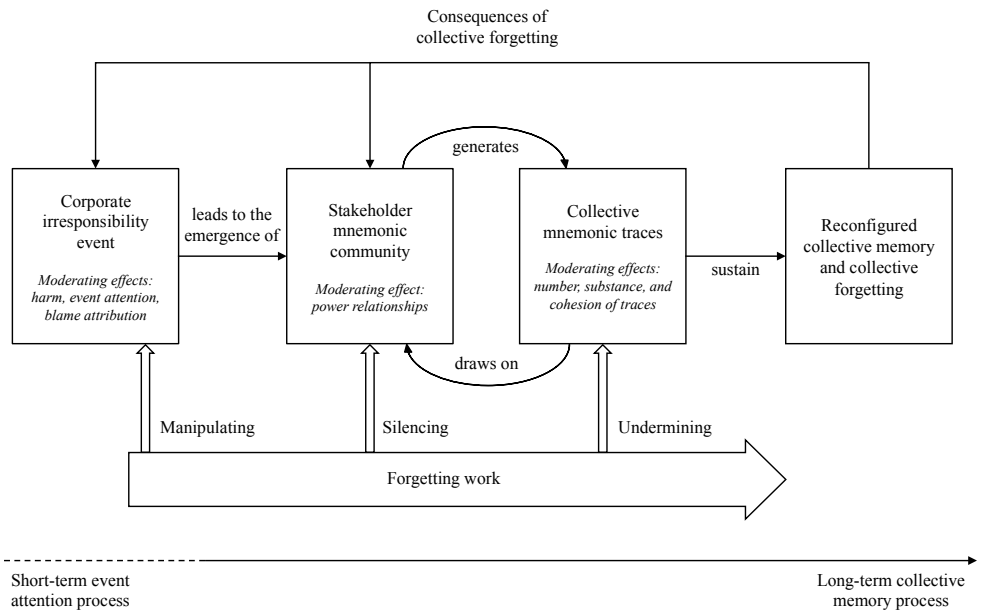 Consequences of
collective forgetting
generates
Corporate
irresponsibility
event
Moderating effects:
harm, event attention,
blame attribution
leads to the
emergence of
Stakeholder
mnemonic
community
Moderating effect:
power relationships
Collective
mnemonic traces
Moderating effects:
number, substance, and
cohesion of traces
sustain
Reconfigured
collective memory
and collective
forgetting
draws on
Manipulating
Silencing
Undermining
Forgetting work
Short-term event
attention process
Long-term collective
memory process